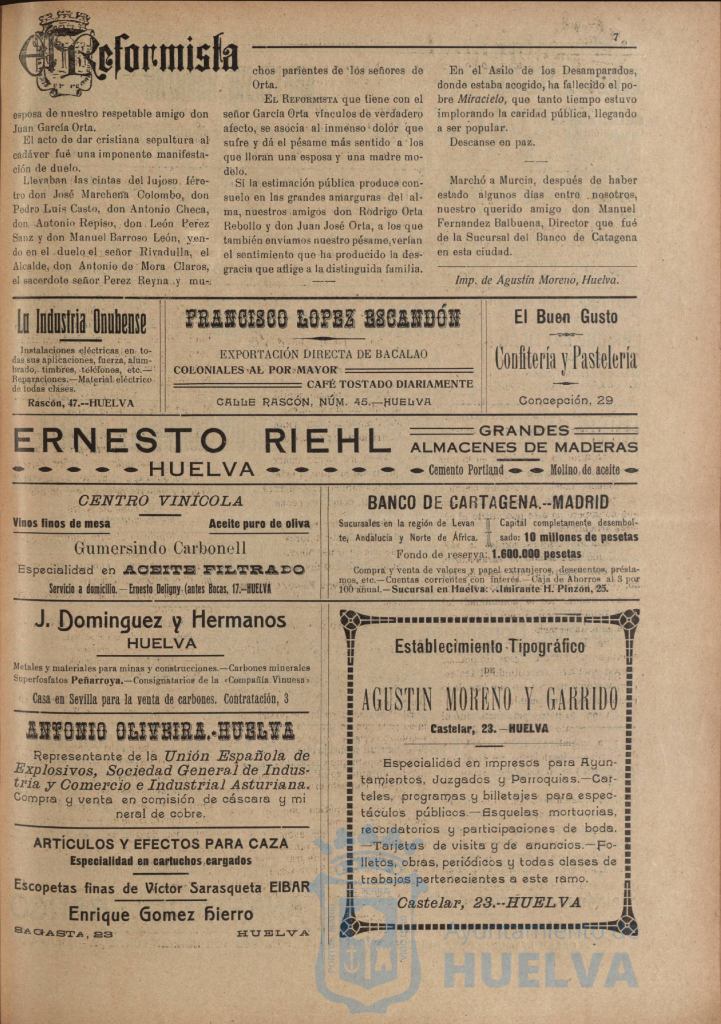 El Reformista
7
esposa de nuestro respetable amigo don
Juan García Orta.
El acto de dar cristiana sepultura al
cadáver fué una imponente manifesta-
ción de duelo.
Llevaban las cintas del lujoso fére-
tro don José Marchena Colombo, don
Pedro Luis Casto, don Antonio Checa,
don Antonio Repiso, don León Perez
Sanz y don Manuel Barroso León, yen-
do en el duelo el señor Rivadulla, el
Alcalde, don Antonio de Mora Claros,
el sacerdote señor Perez Reyna y mu-
chos parientes de los señores de
Orta.
EL REFORMISTA que tiene con el
señor García Orta vínculos de verdadero
afecto, se asocia al inmenso dolor que
sufre y dá el pésame más sentido a los
que lloran una esposa y una madre mo-
delo.
Si la estimación pública produce con-
suelo en las grandes amarguras del al-
ma, nuestros amigos don Rodrigo Orta
Rebollo y don Juan José Orta, a los que
también enviamos nuestro pésame, verían
el sentimiento que ha producido la des-
gracia que aflige a la distinguida familia.
En el Asilo de los Desamparados,
donde estaba acogido, ha fallecido el po-
bre Miracielo, que tanto tiempo estuvo
implorando la caridad pública, llegando
a ser popular.
Descanse en paz.
Marchó a Murcia, después de haber
estado algunos dias entre nosotros,
nuestro querido amigo don Manuel
Fernandez Balbuena, Director que fué
de la Sucursal del Banco de Catagena
en esta ciudad.
Imp. de Agustín Moreno, Huelva.
La Industria Onubense
Instalaciones eléctricas en to-
das sus aplicaciones, fuerza, alum-
brado, timbres, teléfonos, etc.—
Reparaciones.—Material eléctrico
de todas clases.
Rascón, 47.--HUELVA
FRANCISCO LOPEZ ESCANDÓN
EXPORTACIÓN DIRECTA DE BACALAO
COLONIALES AL POR MAYOR
CAFÉ TOSTADO DIARIAMENTE
CALLE RASCÓN, NÚM. 45.—HUELVA
El Buen Gusto
Confitería y Pastelería
Concepción, 29
ERNESTO RIEHL
HUELVA
GRANDES
ALMACENES DE MADERAS
Cemento Portland
Molino de aceite
CENTRO VINÍCOLA
Vinos finos de mesa
Aceite puro de oliva
Gumersindo Carbonell
Especialidad en ACEITE FILTRADO
Servicio a domicilio.—Ernesto Deligny (antes Bocas, 17.—HUELVA
BANCO DE CARTAGENA.--MADRID
Sucursales en la región de Levan
te, Andalucía y Norte de África.
Capital completamente desembol-
sado: 10 millones de pesetas
Fondo de reserva: 1.600.000 pesetas
Compra y venta de valores y papel extranjeros, descuentos, présta-
mos, etc.—Cuentas corrientes con interés.—Caja de Ahorros al 3 por
100 anual.—Sucursal en Huelva: Almirante H. Pinzón, 25.
J. Dominguez y Hermanos
HUELVA
Metales y materiales para minas y construcciones.—Carbones minerales
Superfosfatos Peñarroya.—Consignatarios de la «Compañía Vinuesa»
Casa en Sevilla para la venta de carbones. Contratación, 3
ANTONIO OLIVEIRA.-HUELVA
Representante de la Unión Española de
Explosivos, Sociedad General de Indus-
tria y Comercio e Industrial Asturiana.
Compra y venta en comisión de cáscara y mi
neral de cobre.
ARTÍCULOS Y EFECTOS PARA CAZA
Especialidad en cartuchos cargados
Escopetas finas de Víctor Sarasqueta EIBAR
Enrique Gomez Hierro
SAGASTA, 23
HUELVA
Establecimiento Tipográfico
DE
AGUSTIN MORENO Y GARRIDO
Castelar, 23.—HUELVA
Especialidad en impresos para Ayun-
tamientos, Juzgados y Parroquias.—Car-
teles, programas y billetajes para espec-
táculos públicos.—Esquelas mortuorias,
recordatorios y participaciones de boda.
—Tarjetas de visita y de anuncios.—Fo-
lletos, obras, periódicos y todas clases de
trabajos pertenecientes a este ramo.
Castelar, 23.--HUELVA
Ayuntamiento de
HUELVA